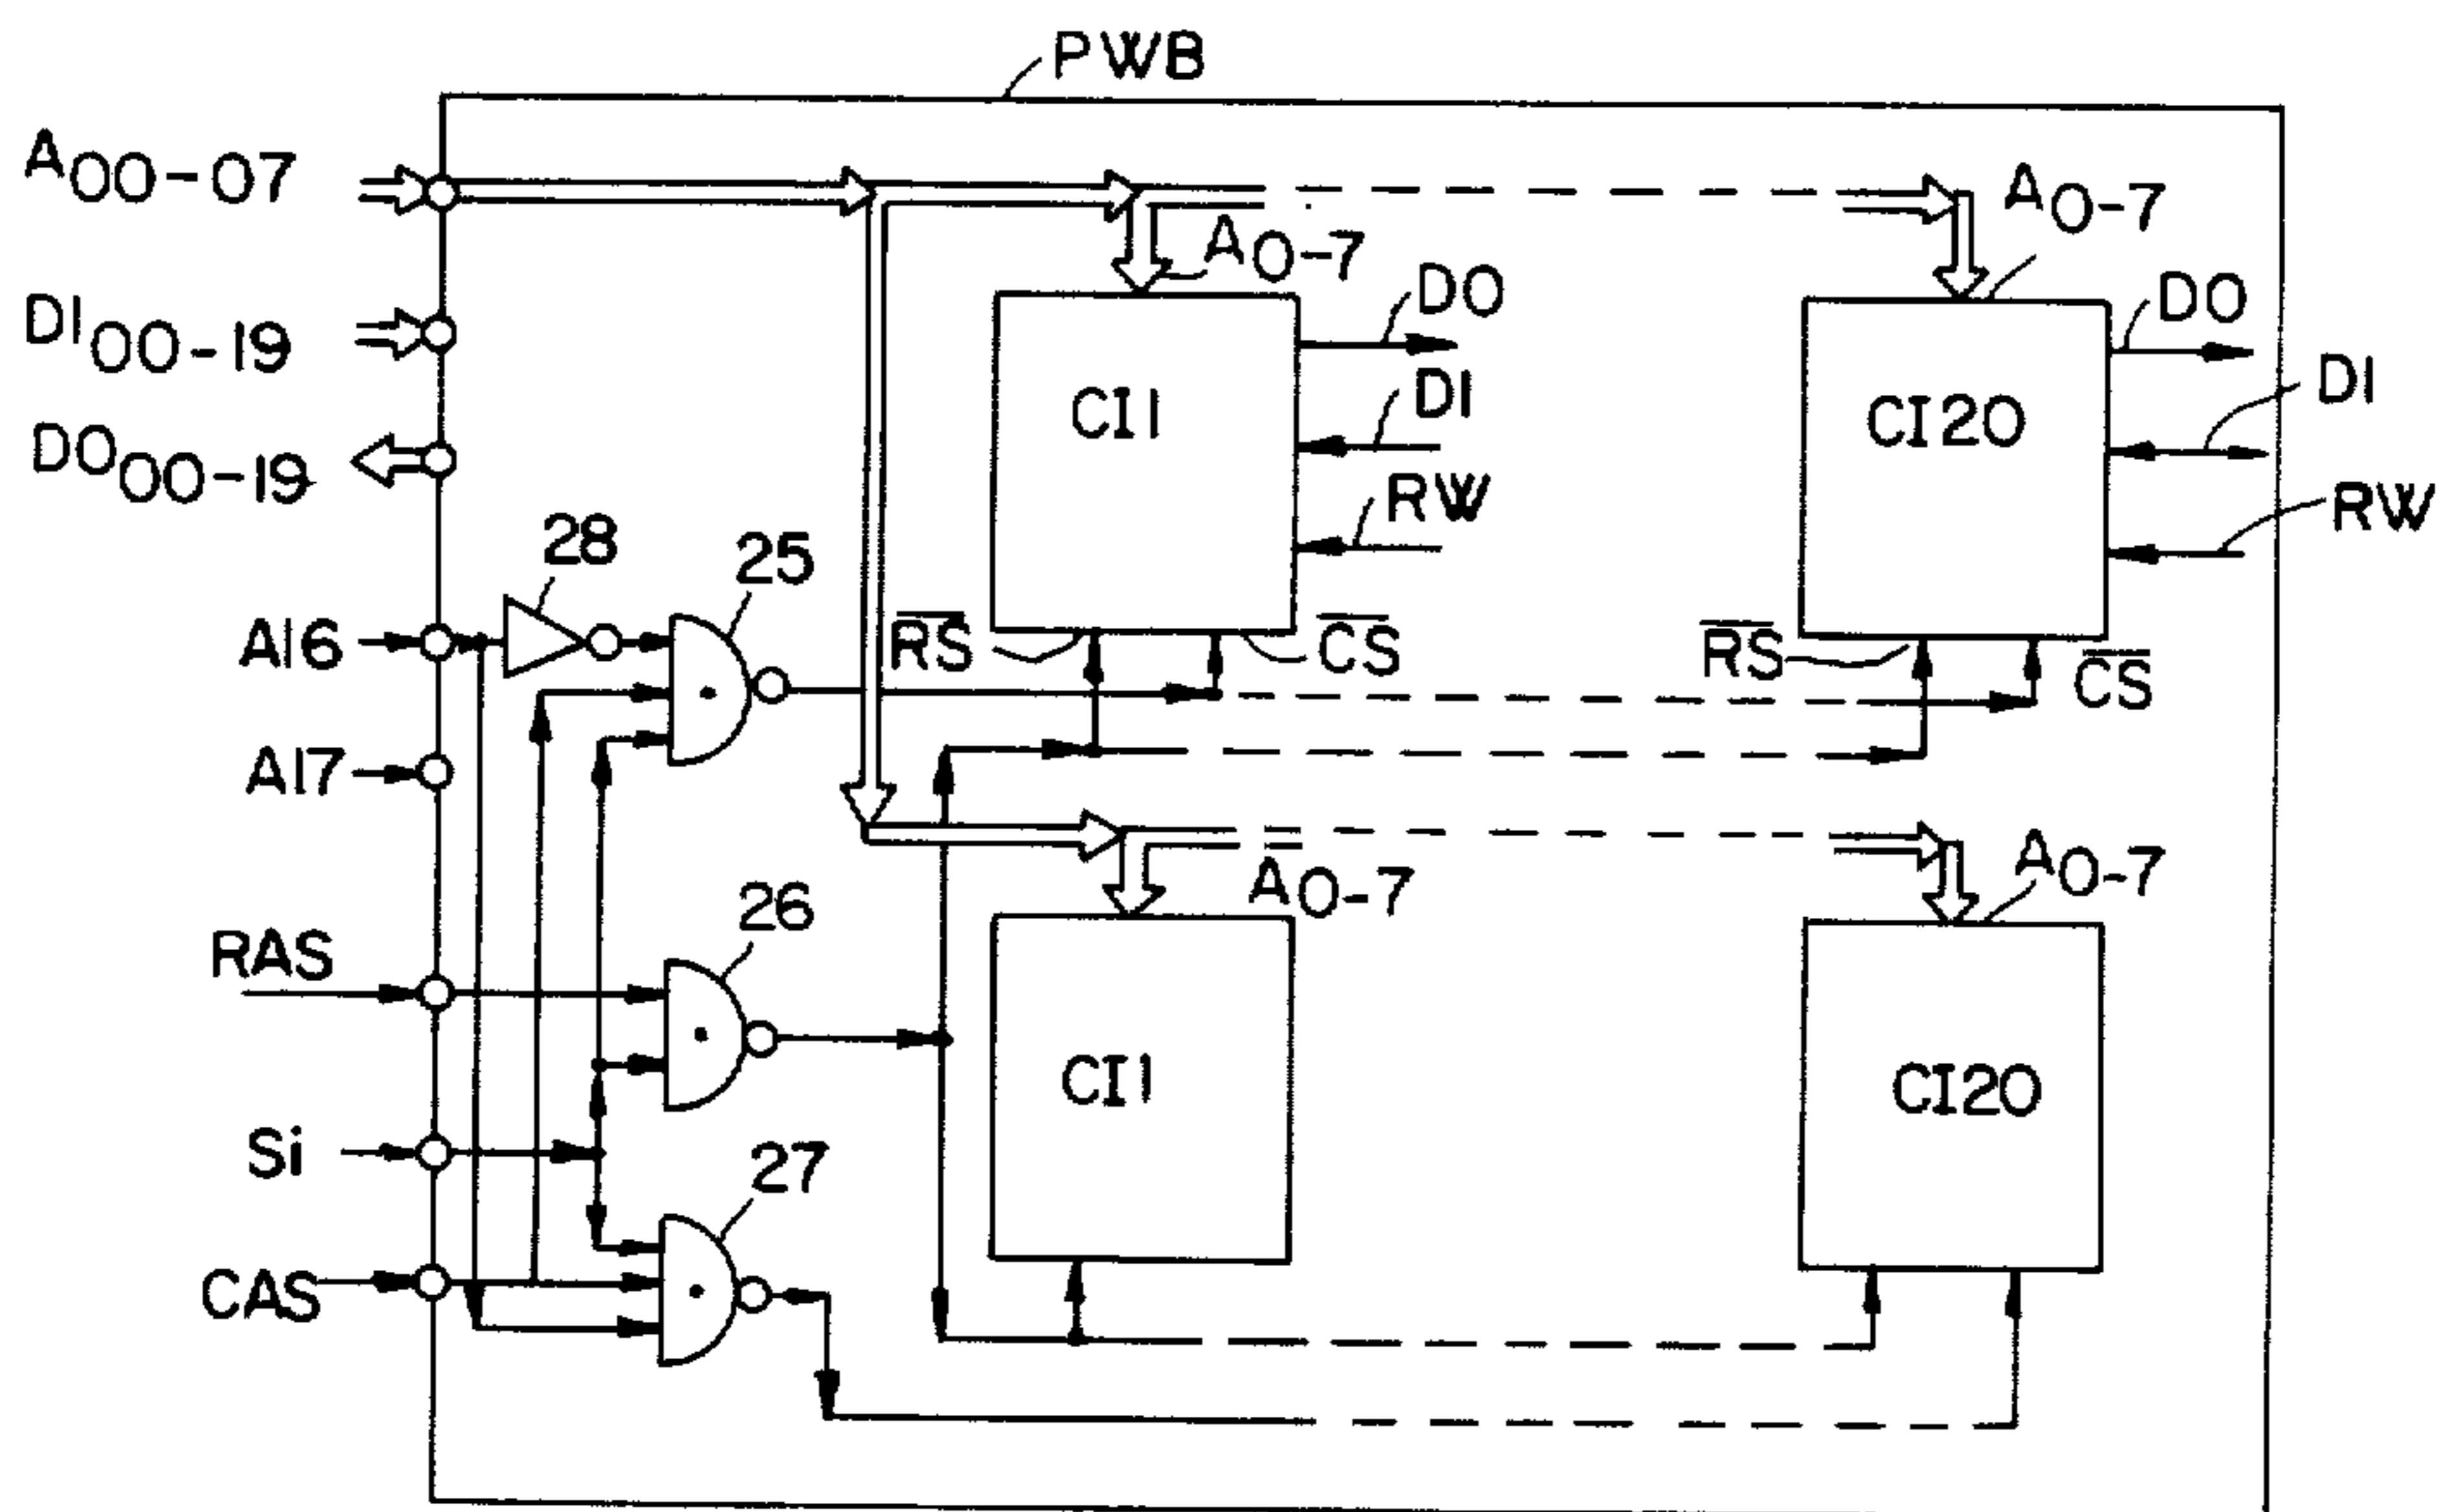 PWB
A00-07
A0-7
A0-7
DI00-19
DO
DO
CI1
CI20
DI
DI
DO00-19
RW
RW
28
25
A16
RS
CS
RS
CS
A17
A0-7
A0-7
26
RAS
CI1
CI20
Si
27
CAS